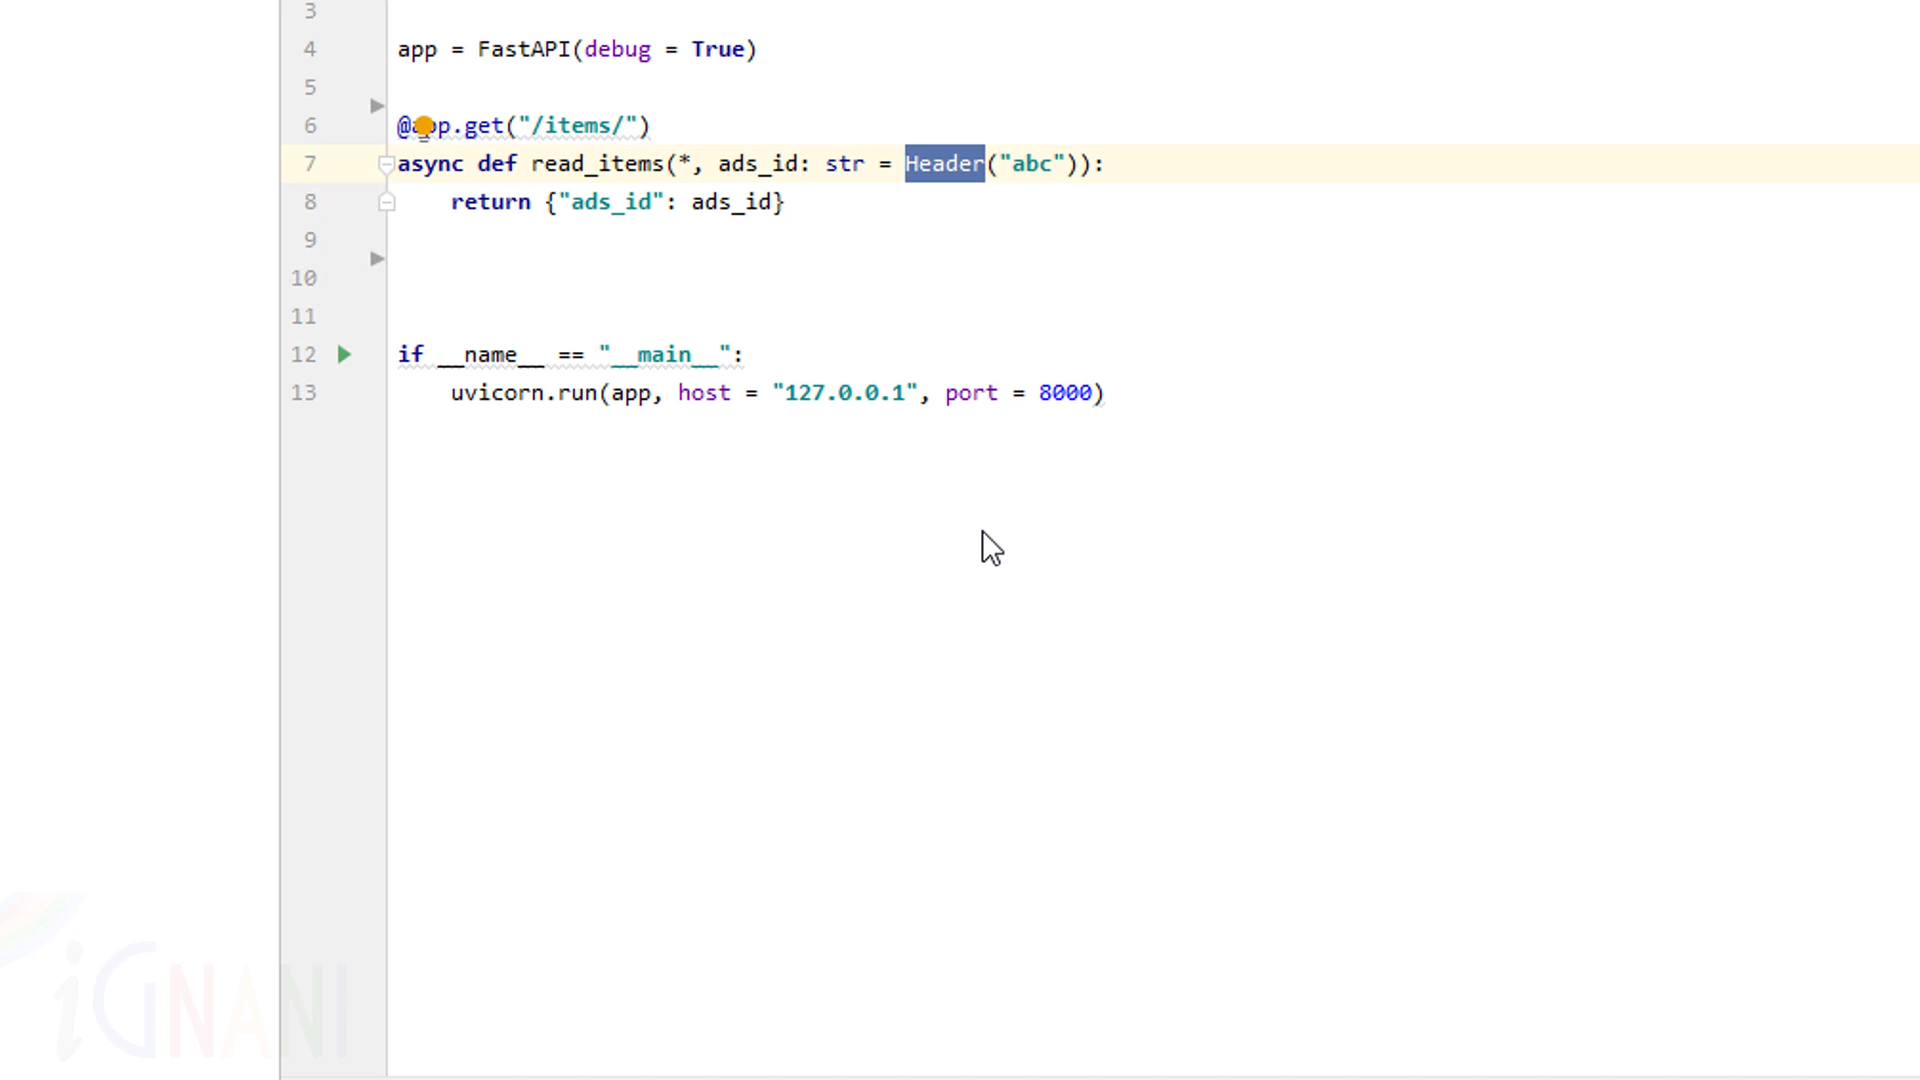 3
4 app = FastAPI(debug = True)
5
6 @app.get("/items/")
7 async def read_items(*, ads_id: str = Header("abc")):
8 return {"ads_id": ads_id}
9
10
11
12 if __name__ == "__main__":
13 uvicorn.run(app, host = "127.0.0.1", port = 8000)
iGNANI